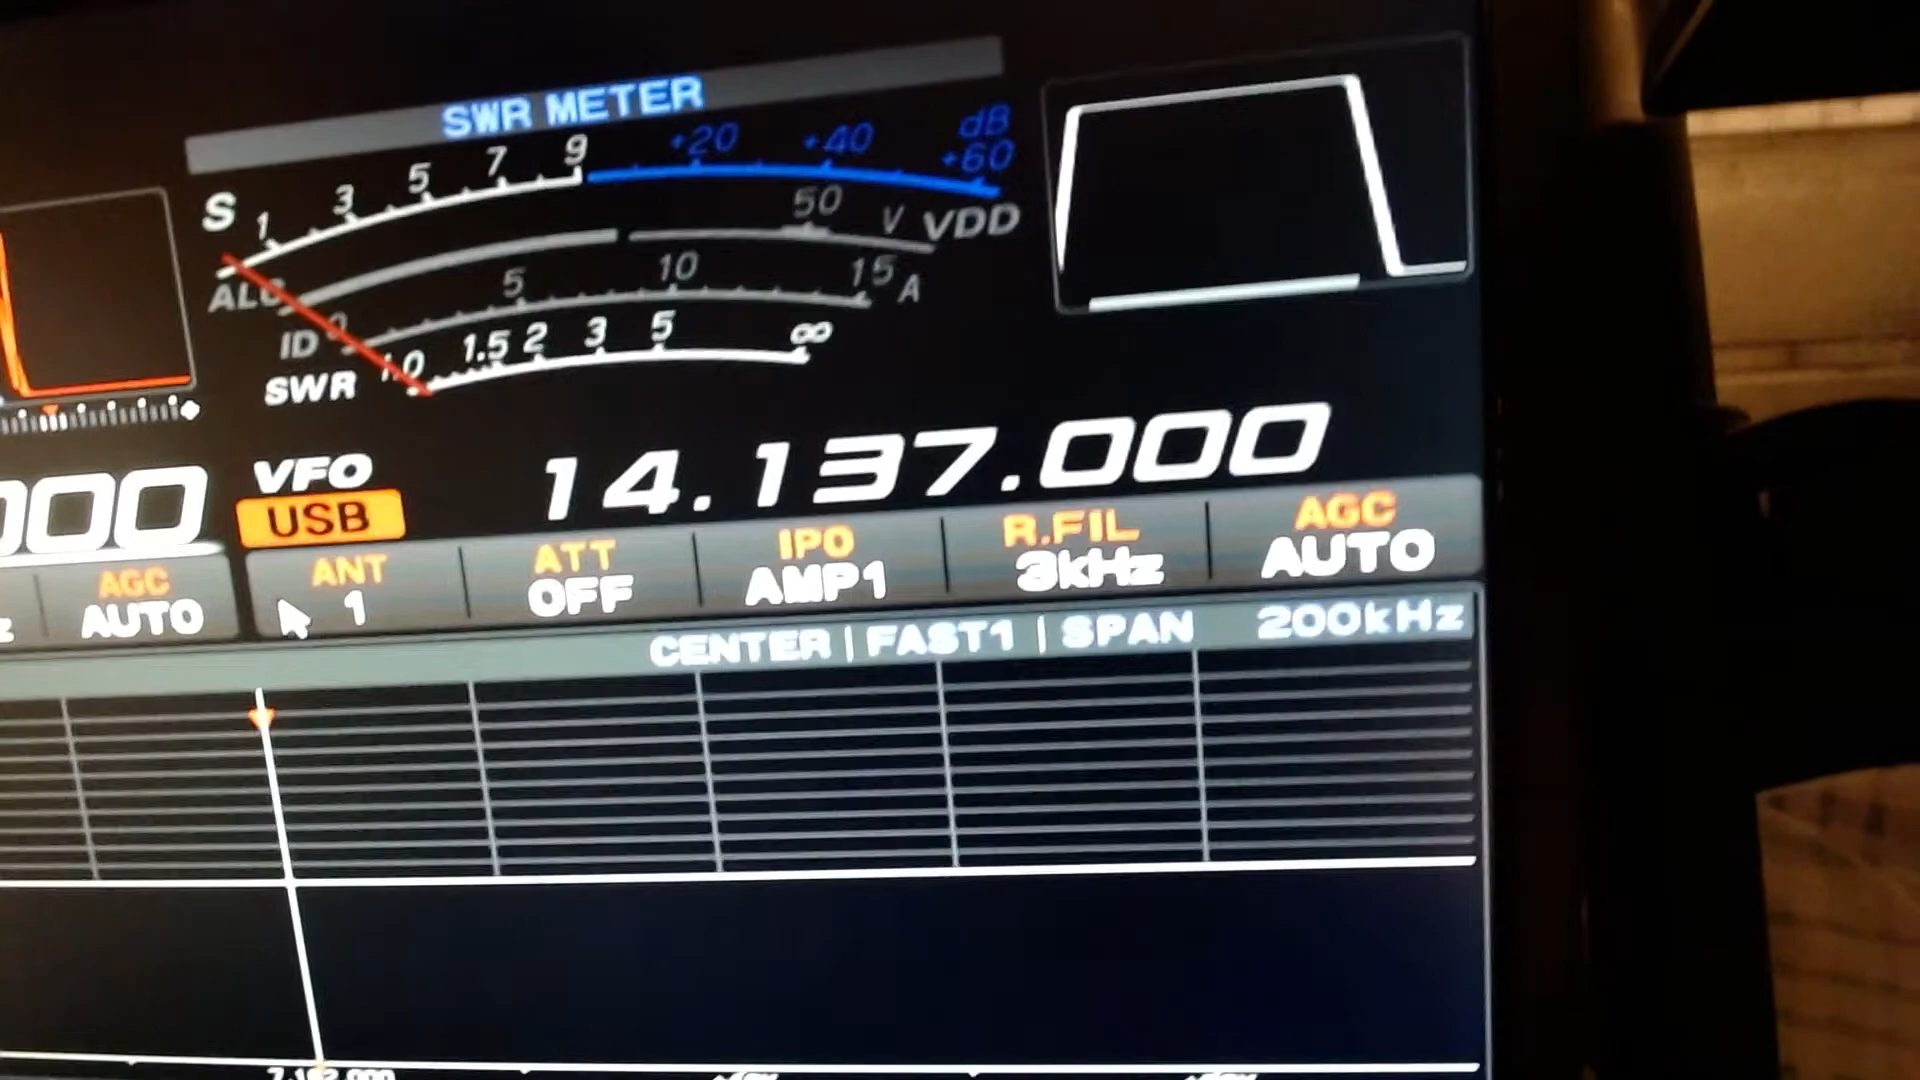 SWR METER
S 1 3 5 7 9 +20 +40 +60 dB
50 V VDD
ALC
ID 0 5 10 15 A
SWR 1.0 1.5 2 3 5 ∞
VFO 14.137.000
000 USB
AGC ANT ATT IPO R.FIL AGC
AUTO 1 OFF AMP1 3kHz AUTO
CENTER | FAST1 | SPAN 200kHz